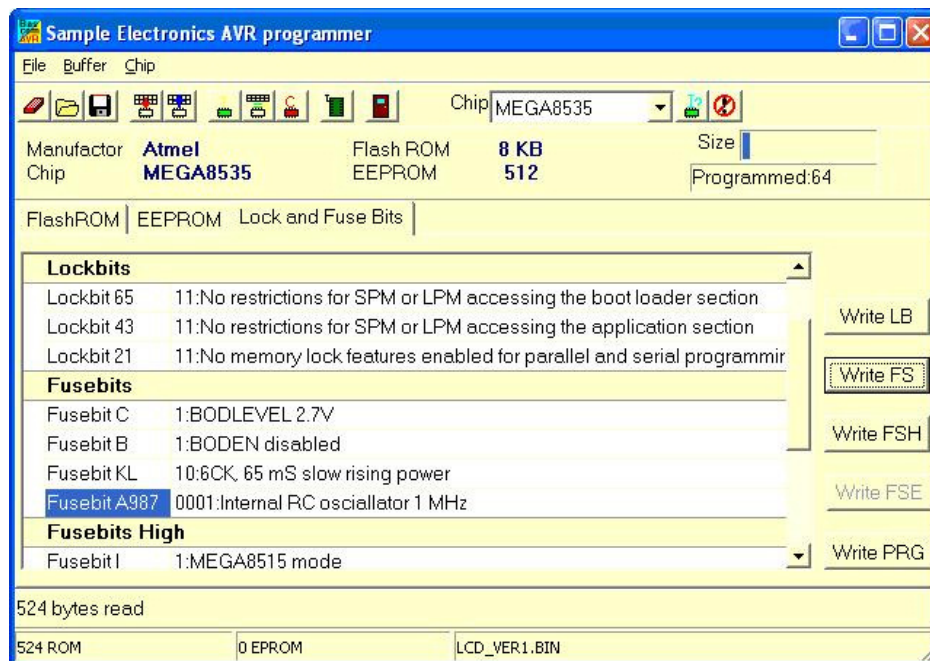 Sample Electronics AVR programmer
File Buffer Chip
Chip MEGA8535
Manufactor Atmel Flash ROM 8 KB Size
Chip MEGA8535 EEPROM 512 Programmed:64
FlashROM EEPROM Lock and Fuse Bits
Lockbits
Lockbit 65 11:No restrictions for SPM or LPM accessing the boot loader section
Lockbit 43 11:No restrictions for SPM or LPM accessing the application section
Lockbit 21 11:No memory lock features enabled for parallel and serial programmin
Fusebits
Fusebit C 1:BODLEVEL 2.7V
Fusebit B 1:BODEN disabled
Fusebit KL 10:6CK, 65 mS slow rising power
Fusebit A987 0001:Internal RC osciallator 1 MHz
Fusebits High
Fusebit I 1:MEGA8515 mode
Write LB
Write FS
Write FSH
Write FSE
Write PRG
524 bytes read
524 ROM 0 EPROM LCD_VER1.BIN